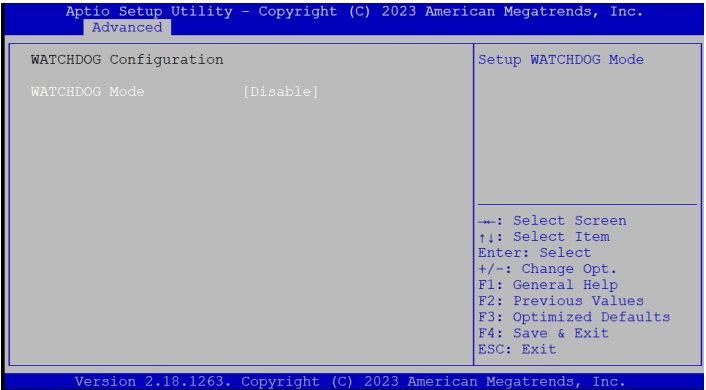 Aptio Setup Utility – Copyright (C) 2023 American Megatrends, Inc.
Advanced
WATCHDOG Configuration
WATCHDOG Mode [Disable]
Setup WATCHDOG Mode
→←: Select Screen
↑↓: Select Item
Enter: Select
+/-: Change Opt.
F1: General Help
F2: Previous Values
F3: Optimized Defaults
F4: Save & Exit
ESC: Exit
Version 2.18.1263. Copyright (C) 2023 American Megatrends, Inc.